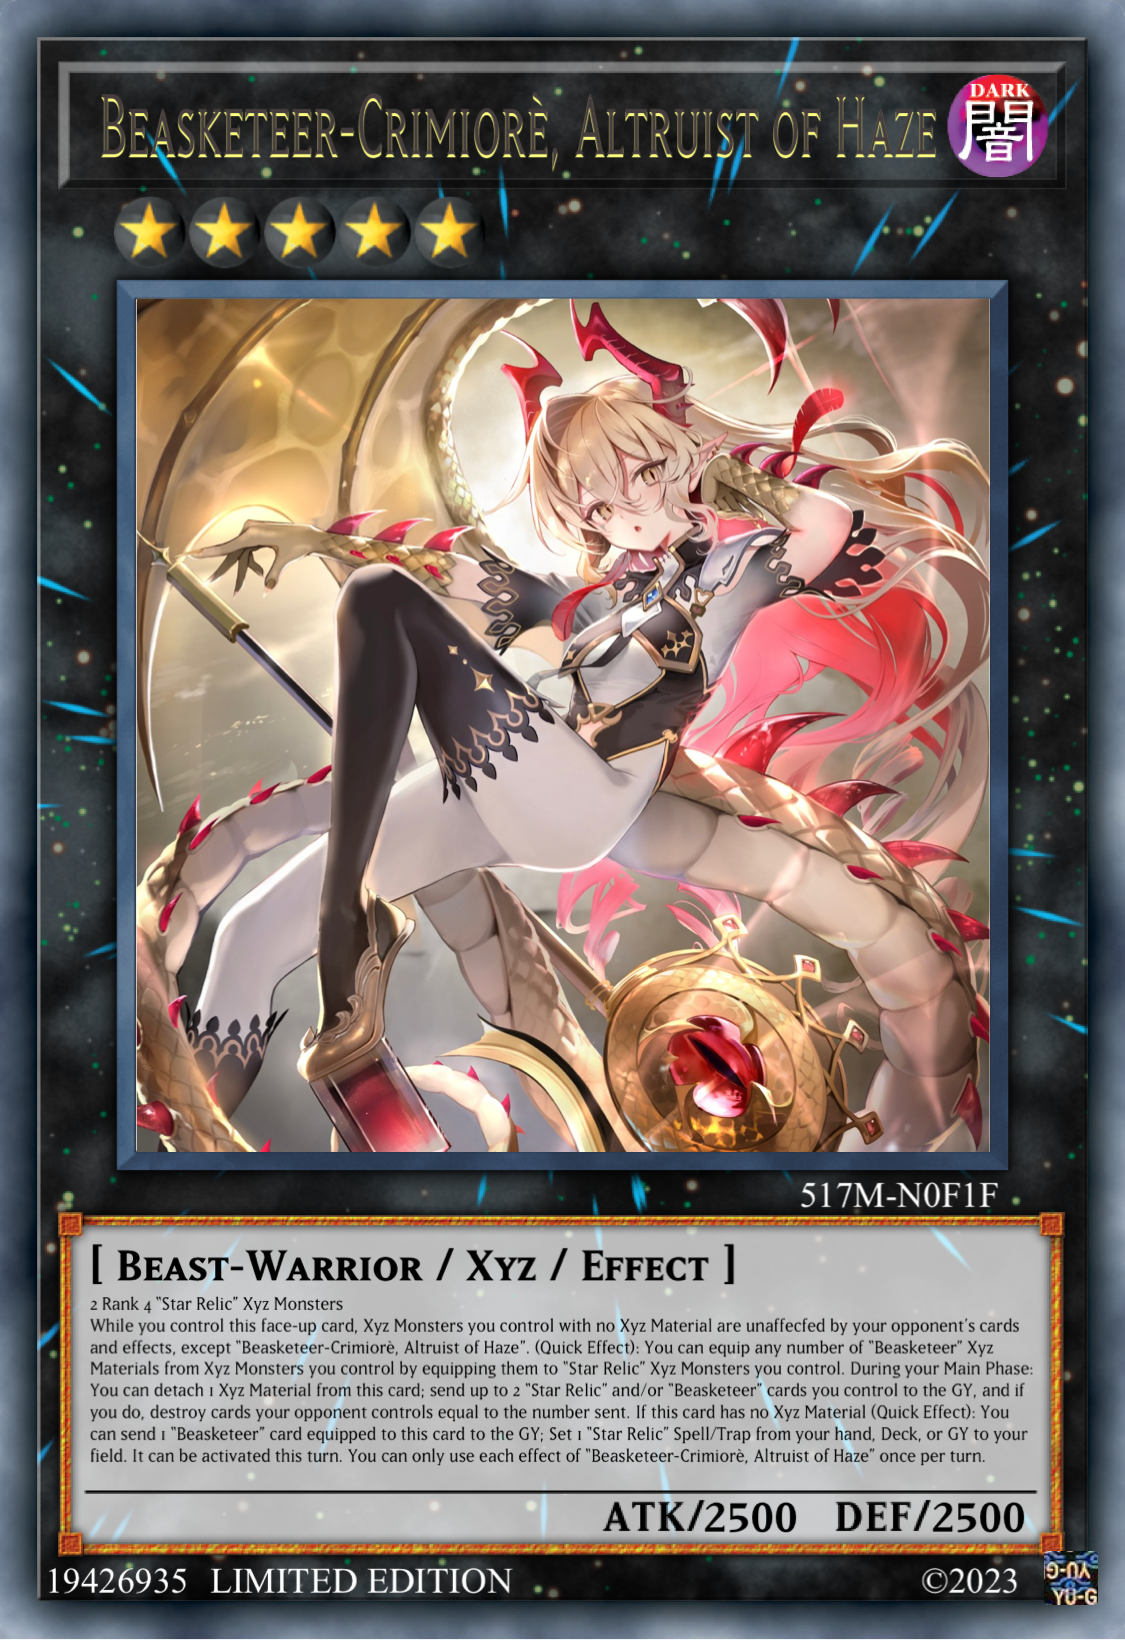 Beasketeer-Crimiorè, Altruist of Haze
DARK
闇
517M-N0F1F
[ Beast-Warrior / Xyz / Effect ]
2 Rank 4 "Star Relic" Xyz Monsters
While you control this face-up card, Xyz Monsters you control with no Xyz Material are unaffecfed by your opponent's cards
and effects, except "Beasketeer-Crimiorè, Altruist of Haze". (Quick Effect): You can equip any number of "Beasketeer" Xyz
Materials from Xyz Monsters you control by equipping them to "Star Relic" Xyz Monsters you control. During your Main Phase:
You can detach 1 Xyz Material from this card; send up to 2 "Star Relic" and/or "Beasketeer" cards you control to the GY, and if
you do, destroy cards your opponent controls equal to the number sent. If this card has no Xyz Material (Quick Effect): You
can send 1 "Beasketeer" card equipped to this card to the GY; Set 1 "Star Relic" Spell/Trap from your hand, Deck, or GY to your
field. It can be activated this turn. You can only use each effect of "Beasketeer-Crimiorè, Altruist of Haze" once per turn.
ATK/2500 DEF/2500
19426935 LIMITED EDITION
©2023
YU-G